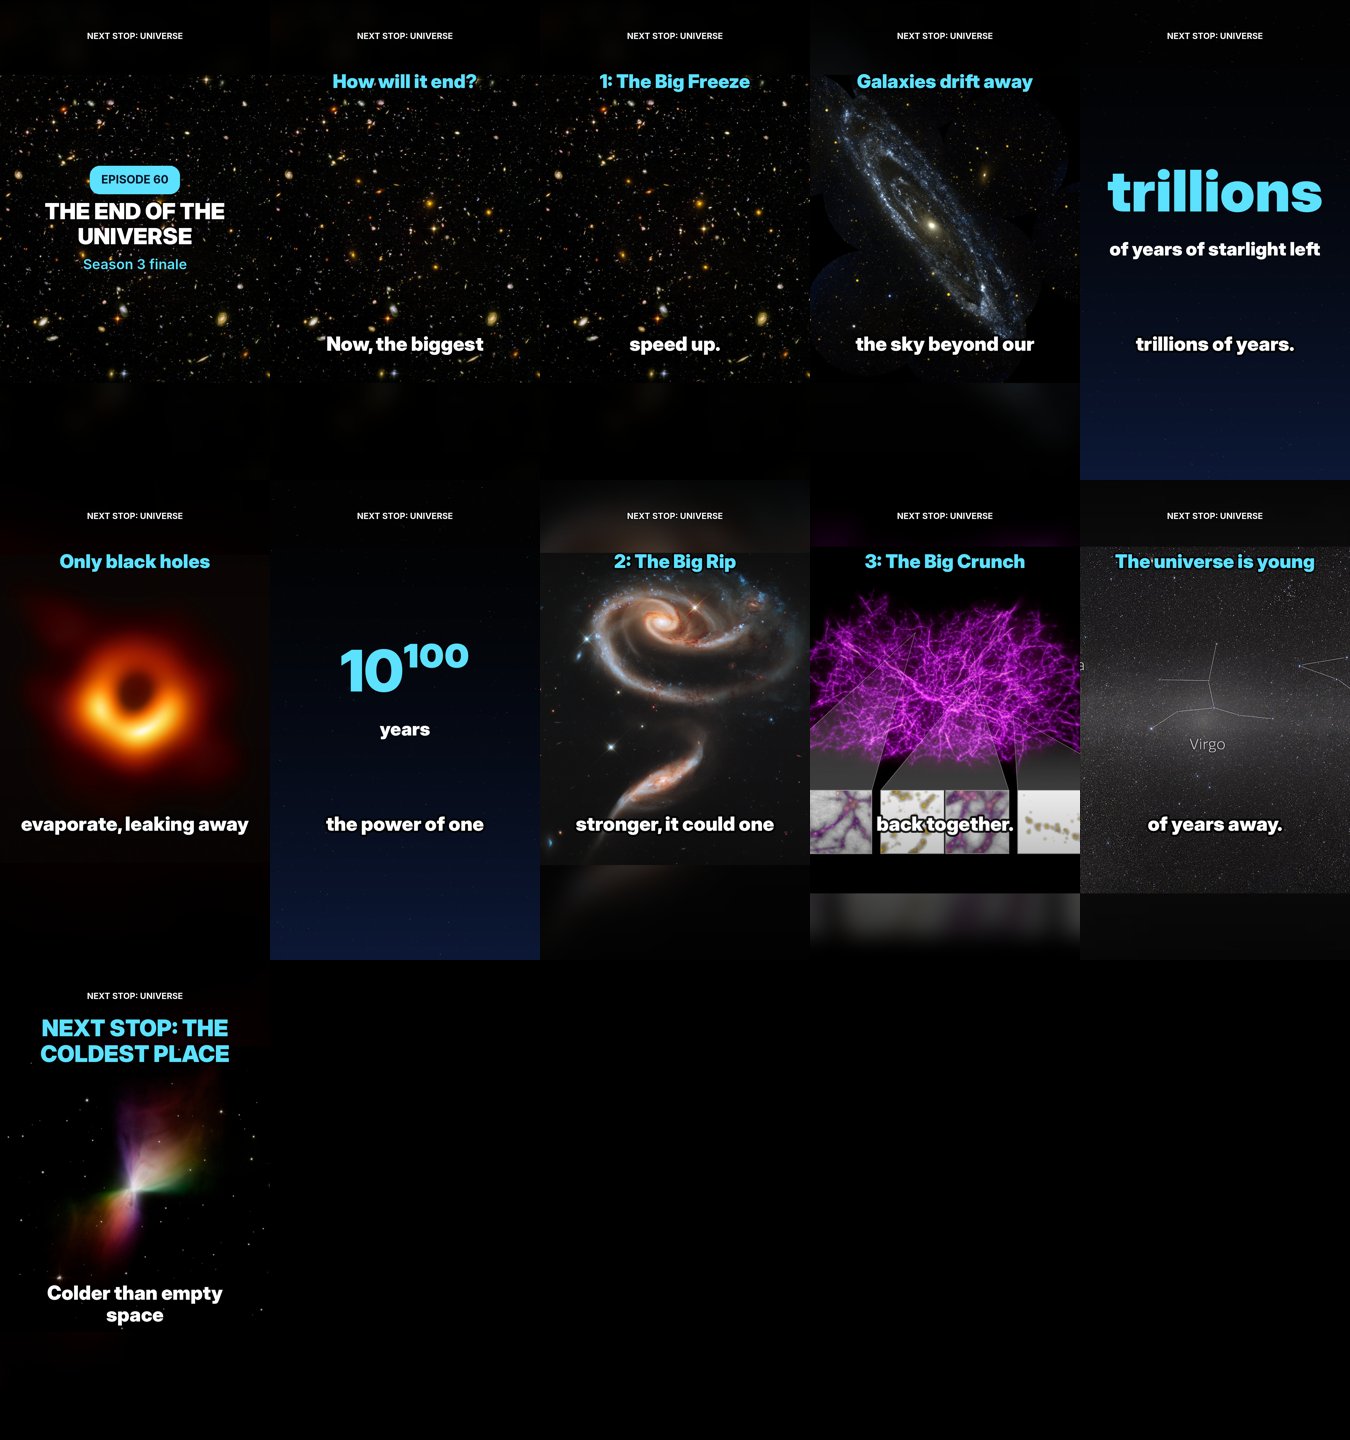 NEXT STOP: UNIVERSE
EPISODE 60
THE END OF THE
UNIVERSE
Season 3 finale
NEXT STOP: UNIVERSE
How will it end?
Now, the biggest
NEXT STOP: UNIVERSE
1: The Big Freeze
speed up.
NEXT STOP: UNIVERSE
Galaxies drift away
the sky beyond our
NEXT STOP: UNIVERSE
trillions
of years of starlight left
trillions of years.
NEXT STOP: UNIVERSE
Only black holes
evaporate, leaking away
NEXT STOP: UNIVERSE
10¹⁰⁰
years
the power of one
NEXT STOP: UNIVERSE
2: The Big Rip
stronger, it could one
NEXT STOP: UNIVERSE
3: The Big Crunch
back together.
NEXT STOP: UNIVERSE
The universe is young
a
Virgo
of years away.
NEXT STOP: UNIVERSE
NEXT STOP: THE
COLDEST PLACE
Colder than empty
space